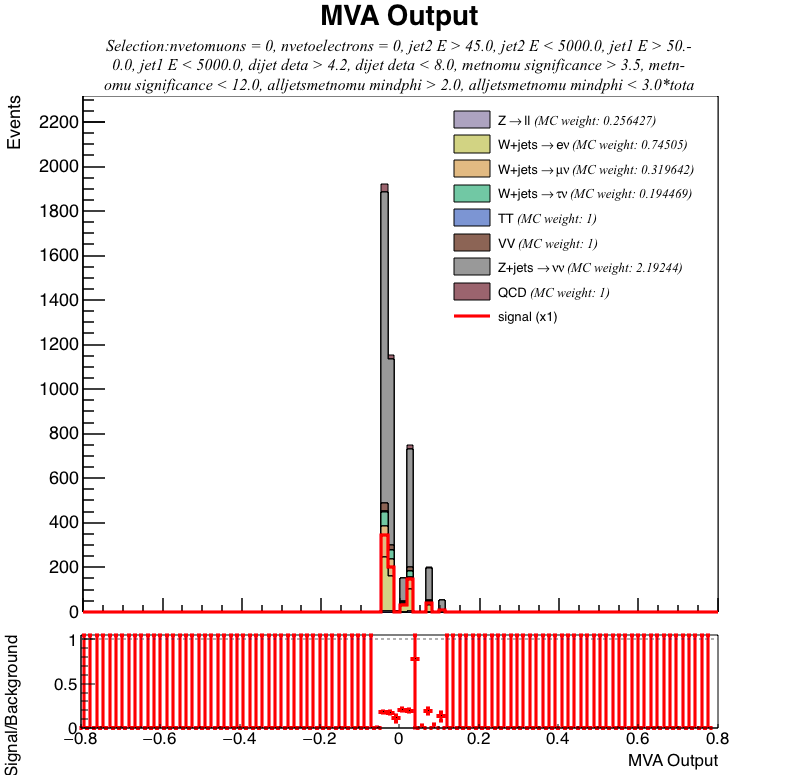 MVA Output
Selection:nvetomuons = 0, nvetoelectrons = 0, jet2 E > 45.0, jet2 E < 5000.0, jet1 E > 50.-
0.0, jet1 E < 5000.0, dijet deta > 4.2, dijet deta < 8.0, metnomu significance > 3.5, metn-
omu significance < 12.0, alljetsmetnomu mindphi > 2.0, alljetsmetnomu mindphi < 3.0*tota
Events
2200
2000
1800
1600
1400
1200
1000
800
600
400
200
0
Z→ll (MC weight: 0.256427)
W+jets→eν (MC weight: 0.74505)
W+jets→μν (MC weight: 0.319642)
W+jets→τν (MC weight: 0.194469)
TT (MC weight: 1)
VV (MC weight: 1)
Z+jets→νν (MC weight: 2.19244)
QCD (MC weight: 1)
signal (x1)
Signal/Background
1
0.5
0
−0.8 −0.6 −0.4 −0.2 0 0.2 0.4 0.6 0.8
MVA Output